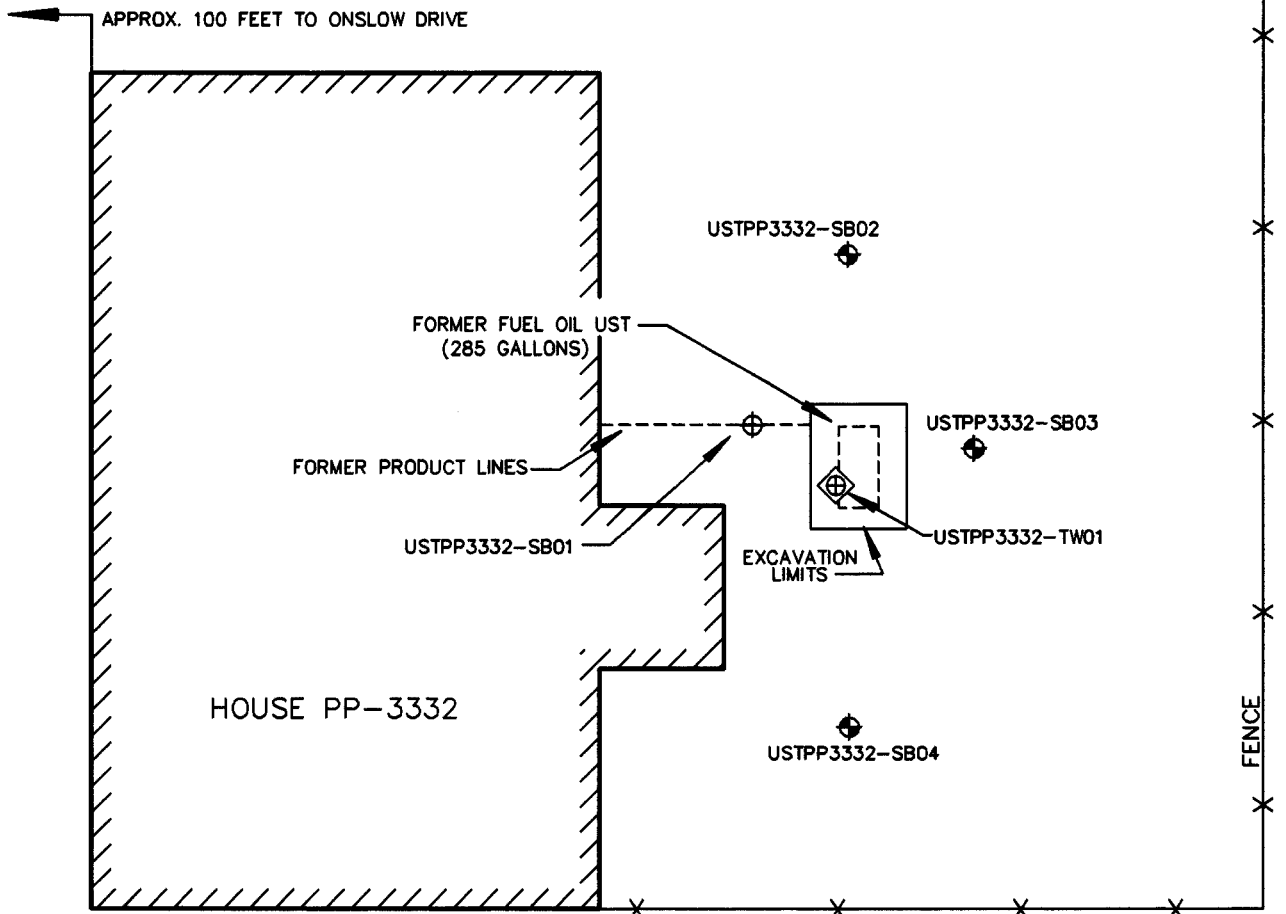 APPROX. 100 FEET TO ONSLOW DRIVE
USTPP3332-SB02
FORMER FUEL OIL UST
(285 GALLONS)
USTPP3332-SB03
FORMER PRODUCT LINES
USTPP3332-SB01
USTPP3332-TW01
EXCAVATION
LIMITS
HOUSE PP-3332
USTPP3332-SB04
FENCE